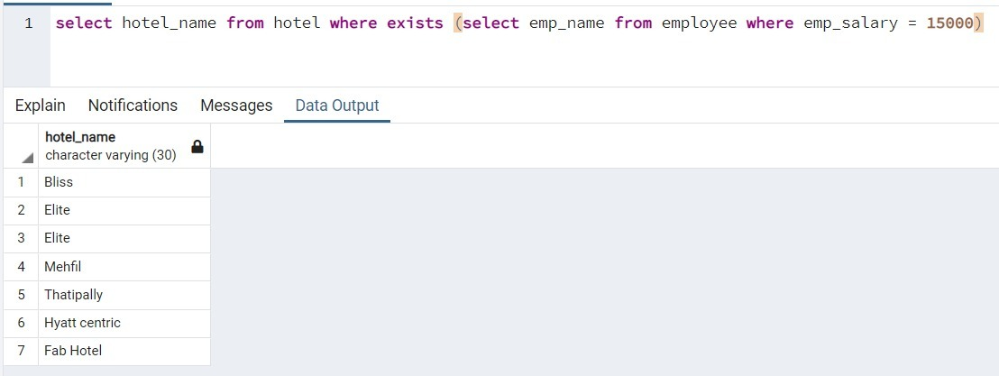 1 select hotel_name from hotel where exists (select emp_name from employee where emp_salary = 15000)
Explain Notifications Messages Data Output
hotel_name
character varying (30)
1 Bliss
2 Elite
3 Elite
4 Mehfil
5 Thatipally
6 Hyatt centric
7 Fab Hotel